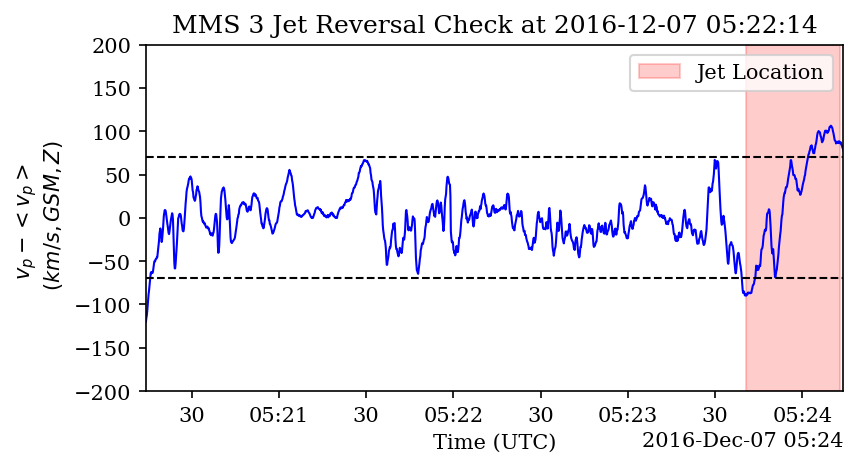 MMS 3 Jet Reversal Check at 2016-12-07 05:22:14
Jet Location
200
150
100
50
0
−50
−100
−150
−200
v_p − < v_p >
(km/s, GSM, Z)
30 05:21 30 05:22 30 05:23 30 05:24
Time (UTC)
2016-Dec-07 05:24